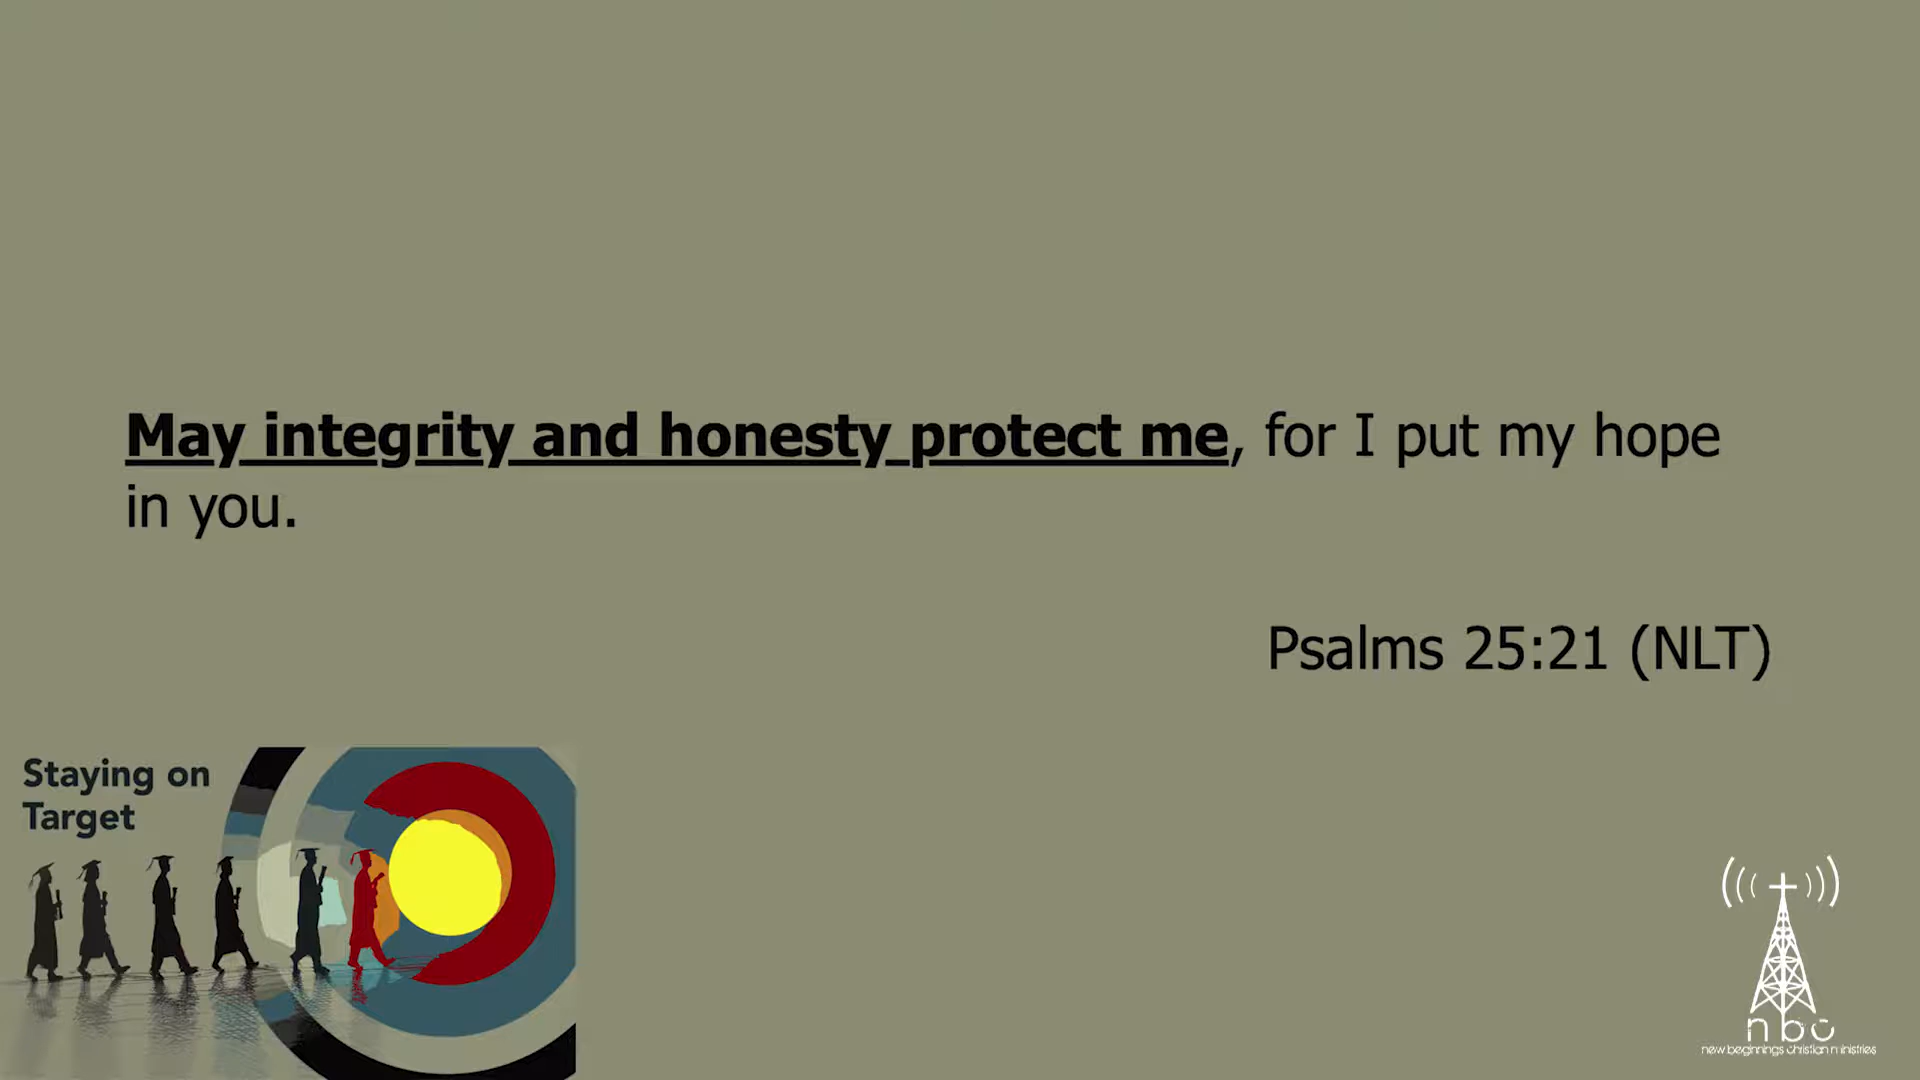 May integrity and honesty protect me, for I put my hope
in you.
Psalms 25:21 (NLT)
Staying on
Target
nbc
new beginnings christian ministries